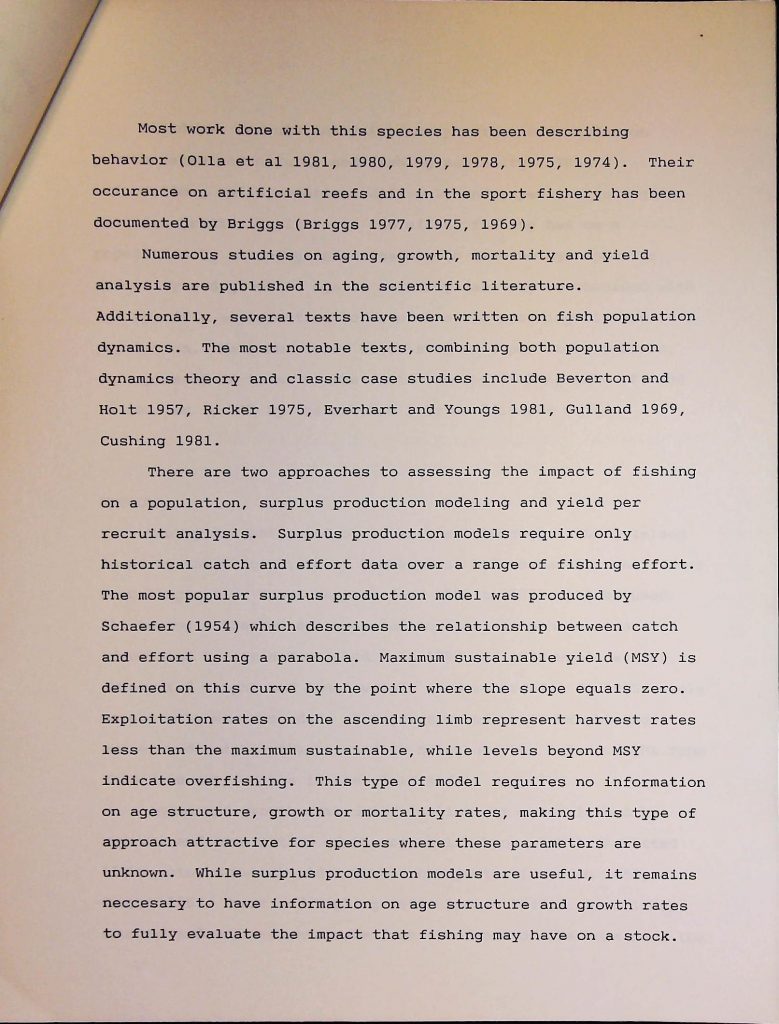 Most work done with this species has been describing
behavior (Olla et al 1981, 1980, 1979, 1978, 1975, 1974).  Their
occurance on artificial reefs and in the sport fishery has been
documented by Briggs (Briggs 1977, 1975, 1969).
Numerous studies on aging, growth, mortality and yield
analysis are published in the scientific literature.
Additionally, several texts have been written on fish population
dynamics.  The most notable texts, combining both population
dynamics theory and classic case studies include Beverton and
Holt 1957, Ricker 1975, Everhart and Youngs 1981, Gulland 1969,
Cushing 1981.
There are two approaches to assessing the impact of fishing
on a population, surplus production modeling and yield per
recruit analysis.  Surplus production models require only
historical catch and effort data over a range of fishing effort.
The most popular surplus production model was produced by
Schaefer (1954) which describes the relationship between catch
and effort using a parabola.  Maximum sustainable yield (MSY) is
defined on this curve by the point where the slope equals zero.
Exploitation rates on the ascending limb represent harvest rates
less than the maximum sustainable, while levels beyond MSY
indicate overfishing.  This type of model requires no information
on age structure, growth or mortality rates, making this type of
approach attractive for species where these parameters are
unknown.  While surplus production models are useful, it remains
neccesary to have information on age structure and growth rates
to fully evaluate the impact that fishing may have on a stock.